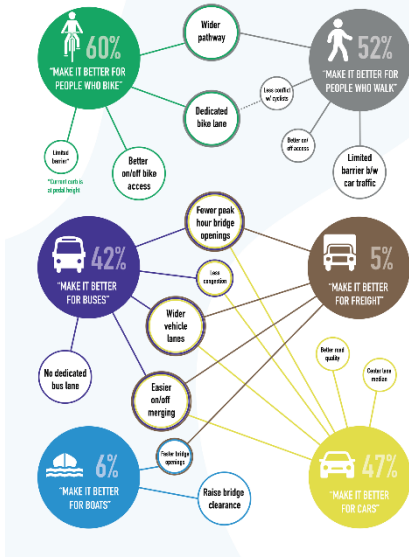 60%
"MAKE IT BETTER FOR
PEOPLE WHO BIKE"
Wider
pathway
52%
"MAKE IT BETTER FOR
PEOPLE WHO WALK"
Dedicated
bike lane
Less conflict
w/ cyclists
Limited
barrier*
*Current curb is
at pedal height
Better
on/off bike
access
Better on/
off access
Limited
barrier b/w
car traffic
42%
"MAKE IT BETTER
FOR BUSES"
Fewer peak
hour bridge
openings
5%
"MAKE IT BETTER
FOR FREIGHT"
Less
congestion
Wider
vehicle
lanes
No dedicated
bus lane
Easier
on/off
merging
Better road
quality
Center lane
median
6%
"MAKE IT BETTER
FOR BOATS"
Faster bridge
openings
Raise bridge
clearance
47%
"MAKE IT BETTER
FOR CARS"